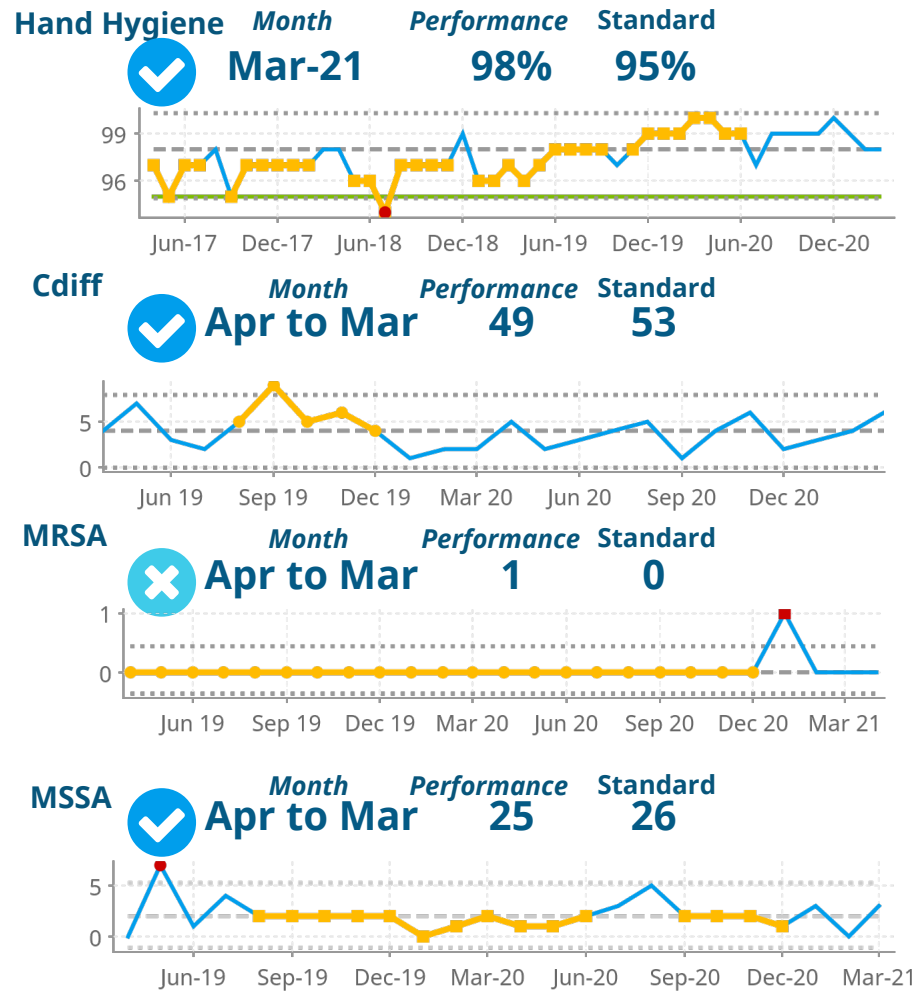 Hand Hygiene Month Performance Standard
Mar-21 98% 95%
99
96
Jun-17 Dec-17 Jun-18 Dec-18 Jun-19 Dec-19 Jun-20 Dec-20
Cdiff Month Performance Standard
Apr to Mar 49 53
5
0
Jun 19 Sep 19 Dec 19 Mar 20 Jun 20 Sep 20 Dec 20
MRSA Month Performance Standard
Apr to Mar 1 0
1
0
Jun 19 Sep 19 Dec 19 Mar 20 Jun 20 Sep 20 Dec 20 Mar 21
MSSA Month Performance Standard
Apr to Mar 25 26
5
0
Jun-19 Sep-19 Dec-19 Mar-20 Jun-20 Sep-20 Dec-20 Mar-21